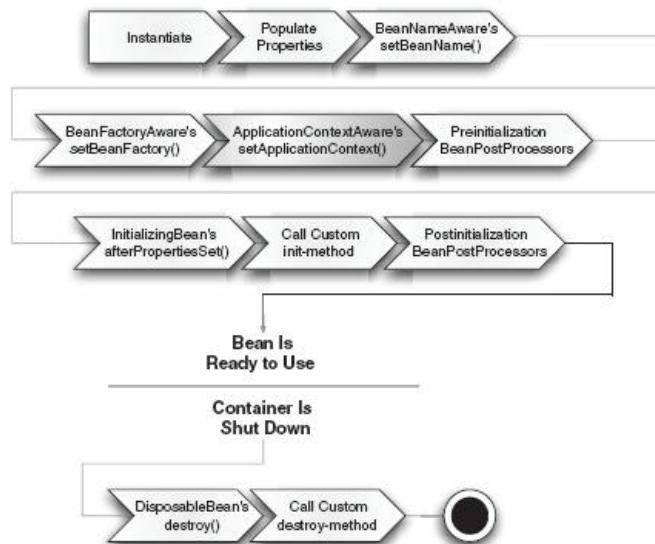 Instantiate
Populate
Properties
BeanNameAware's
setBeanName()
BeanFactoryAware's
setBeanFactory()
ApplicationContextAware's
setApplicationContext()
Preinitialization
BeanPostProcessors
InitializingBean's
afterPropertiesSet()
Call Custom
init-method
Postinitialization
BeanPostProcessors
Bean Is
Ready to Use
Container Is
Shut Down
DisposableBean's
destroy()
Call Custom
destroy-method